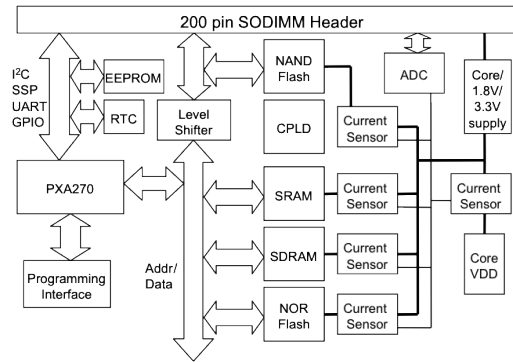 200 pin SODIMM Header
I²C
SSP
UART
GPIO
EEPROM
RTC
Level
Shifter
NAND
Flash
ADC
Core/
1.8V/
3.3V
supply
CPLD
Current
Sensor
PXA270
SRAM
Current
Sensor
Current
Sensor
Programming
Interface
Addr/
Data
SDRAM
Current
Sensor
Core
VDD
NOR
Flash
Current
Sensor